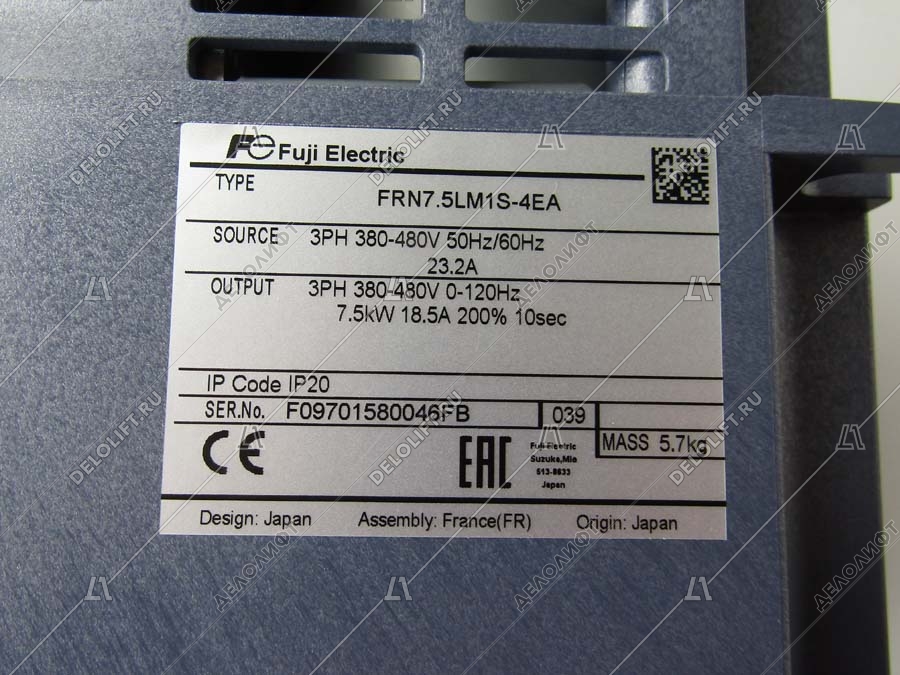 Fe Fuji Electric
TYPE FRN7.5LM1S-4EA
SOURCE 3PH 380-480V 50Hz/60Hz
23.2A
OUTPUT 3PH 380-480V 0-120Hz
7.5kW 18.5A 200% 10sec
IP Code IP20
SER.No. F09701580046FB 039
MASS 5.7kg
CE EAC
Fuji Electric
Suzuka,Mie
513-8633
Japan
Design: Japan Assembly: France(FR) Origin: Japan
DELOLIFT.RU
ДЕЛОЛИФТ